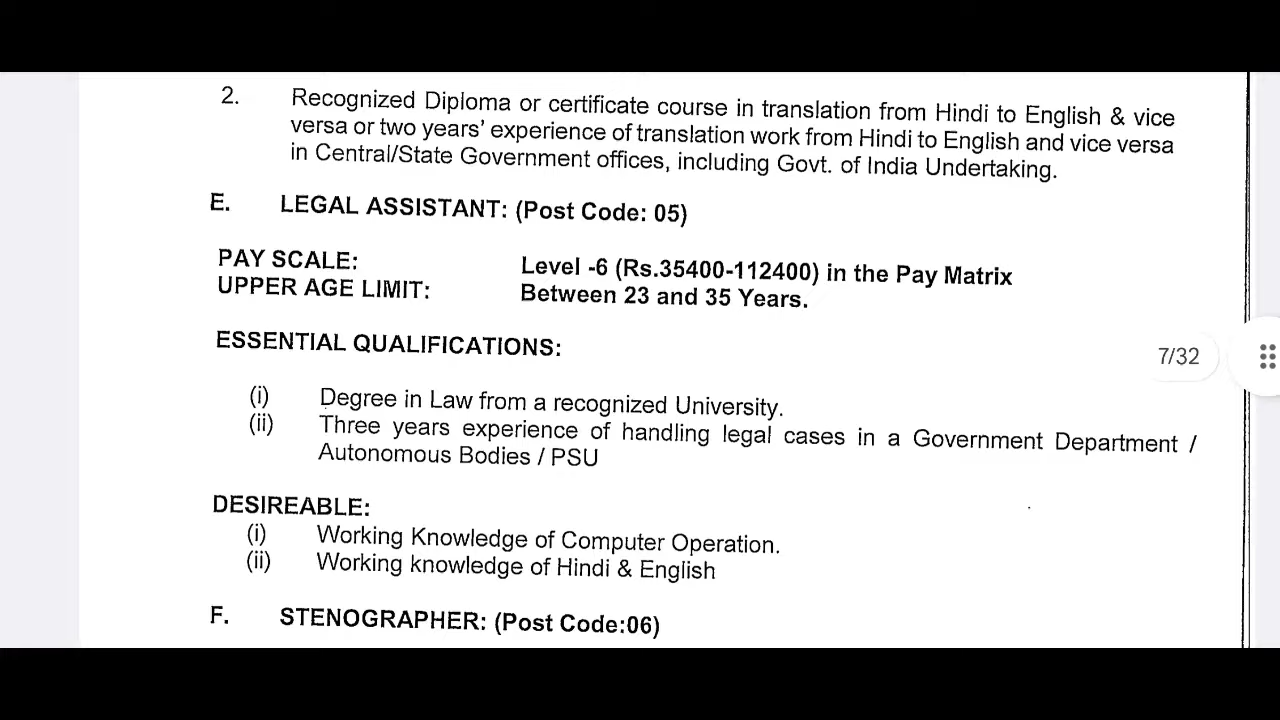 2. Recognized Diploma or certificate course in translation from Hindi to English & vice
versa or two years' experience of translation work from Hindi to English and vice versa
in Central/State Government offices, including Govt. of India Undertaking.
E. LEGAL ASSISTANT: (Post Code: 05)
PAY SCALE: Level -6 (Rs.35400-112400) in the Pay Matrix
UPPER AGE LIMIT: Between 23 and 35 Years.
ESSENTIAL QUALIFICATIONS:
7/32
(i) Degree in Law from a recognized University.
(ii) Three years experience of handling legal cases in a Government Department /
Autonomous Bodies / PSU
DESIREABLE:
(i) Working Knowledge of Computer Operation.
(ii) Working knowledge of Hindi & English
F. STENOGRAPHER: (Post Code:06)